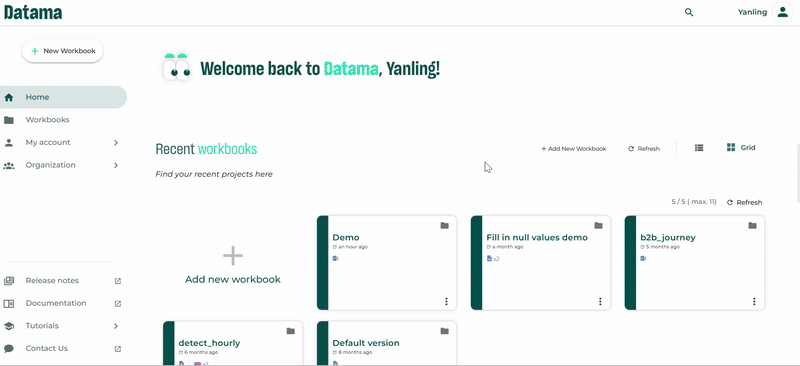 Datama
Yanling
New Workbook
Welcome back to Datama, Yanling!
Home
Workbooks
My account
Organization
Recent workbooks
+ Add New Workbook
Refresh
Grid
Find your recent projects here
5 / 5 ( max. 11)
Refresh
Add new workbook
Demo
an hour ago
Fill in null values demo
a month ago
x2
b2b_journey
5 months ago
detect_hourly
6 months ago
Default version
8 months ago
Release notes
Documentation
Tutorials
Contact Us